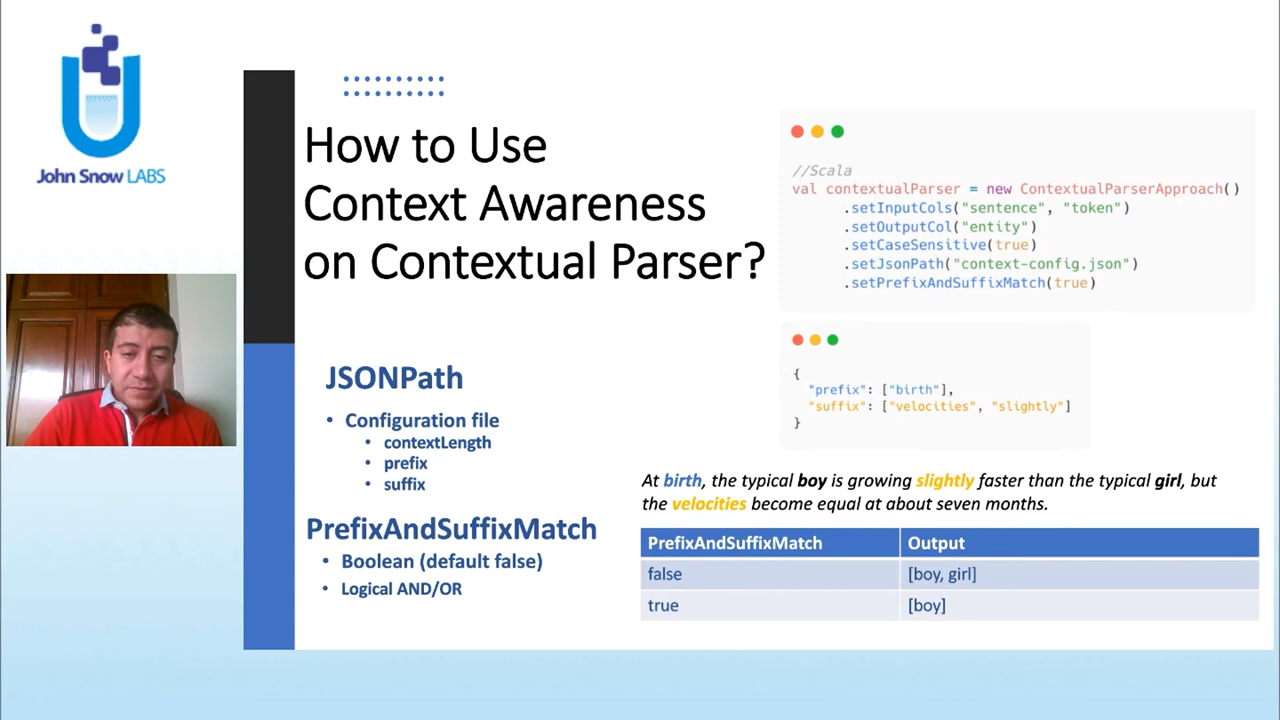 John Snow LABS
How to Use
Context Awareness
on Contextual Parser?
JSONPath
• Configuration file
• contextLength
• prefix
• suffix
PrefixAndSuffixMatch
• Boolean (default false)
• Logical AND/OR
//Scala
val contextualParser = new ContextualParserApproach()
.setInputCols("sentence", "token")
.setOutputCol("entity")
.setCaseSensitive(true)
.setJsonPath("context-config.json")
.setPrefixAndSuffixMatch(true)
{
"prefix": ["birth"],
"suffix": ["velocities", "slightly"]
}
At birth, the typical boy is growing slightly faster than the typical girl, but
the velocities become equal at about seven months.
PrefixAndSuffixMatch Output
false [boy, girl]
true [boy]